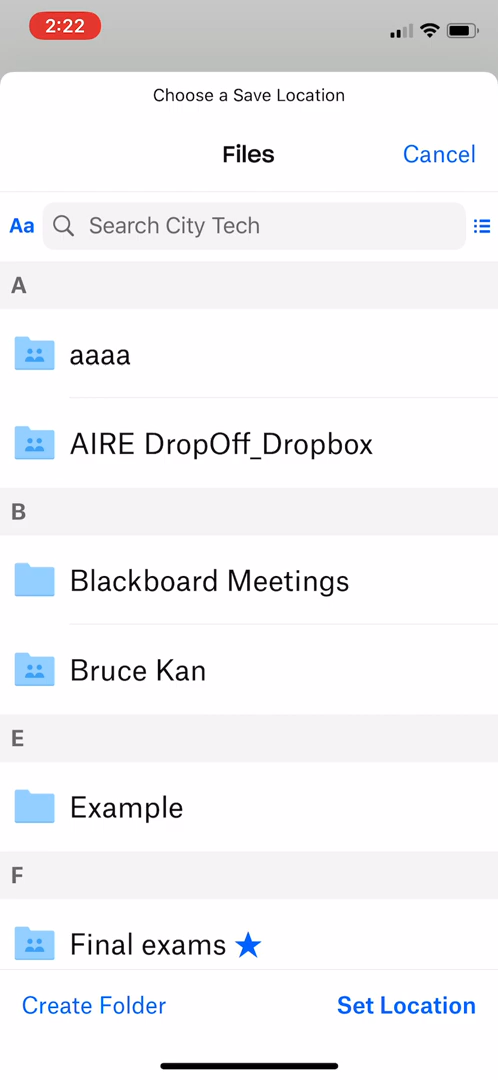 2:22
Choose a Save Location
Files
Cancel
Aa
Search City Tech
A
aaaa
AIRE DropOff_Dropbox
B
Blackboard Meetings
Bruce Kan
E
Example
F
Final exams
Create Folder
Set Location